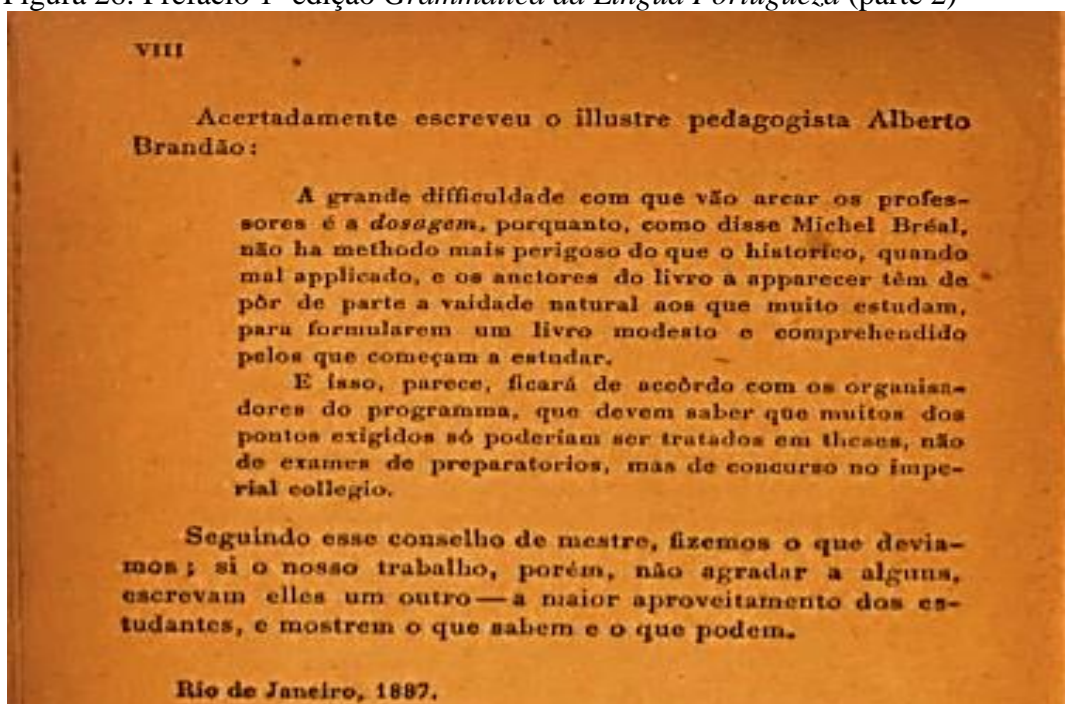 Figura 28: Prefácio 1ª edição Grammatica da Lingua Portugueza (parte 2)
VIII
Acertadamente escreveu o illustre pedagogista Alberto
Brandão:
A grande difficuldade com que vão arcar os profes-
sores é a dosagem, porquanto, como disse Michel Bréal,
não ha methodo mais perigoso do que o historico, quando
mal applicado, e os auctores do livro a apparecer têm de
pôr de parte a vaidade natural aos que muito estudam,
para formularem um livro modesto e comprehendido
pelos que começam a estudar.
E isso, parece, ficará de accôrdo com os organisa-
dores do programma, que devem saber que muitos dos
pontos exigidos só poderiam ser tratados em theses, não
de exames de preparatorios, mas de concurso no impe-
rial collegio.
Seguindo esse conselho de mestre, fizemos o que devia-
mos; si o nosso trabalho, porém, não agradar a alguns,
escrevam elles um outro—a maior aproveitamento dos es-
tudantes, e mostrem o que sabem e o que podem.
Rio de Janeiro, 1887.